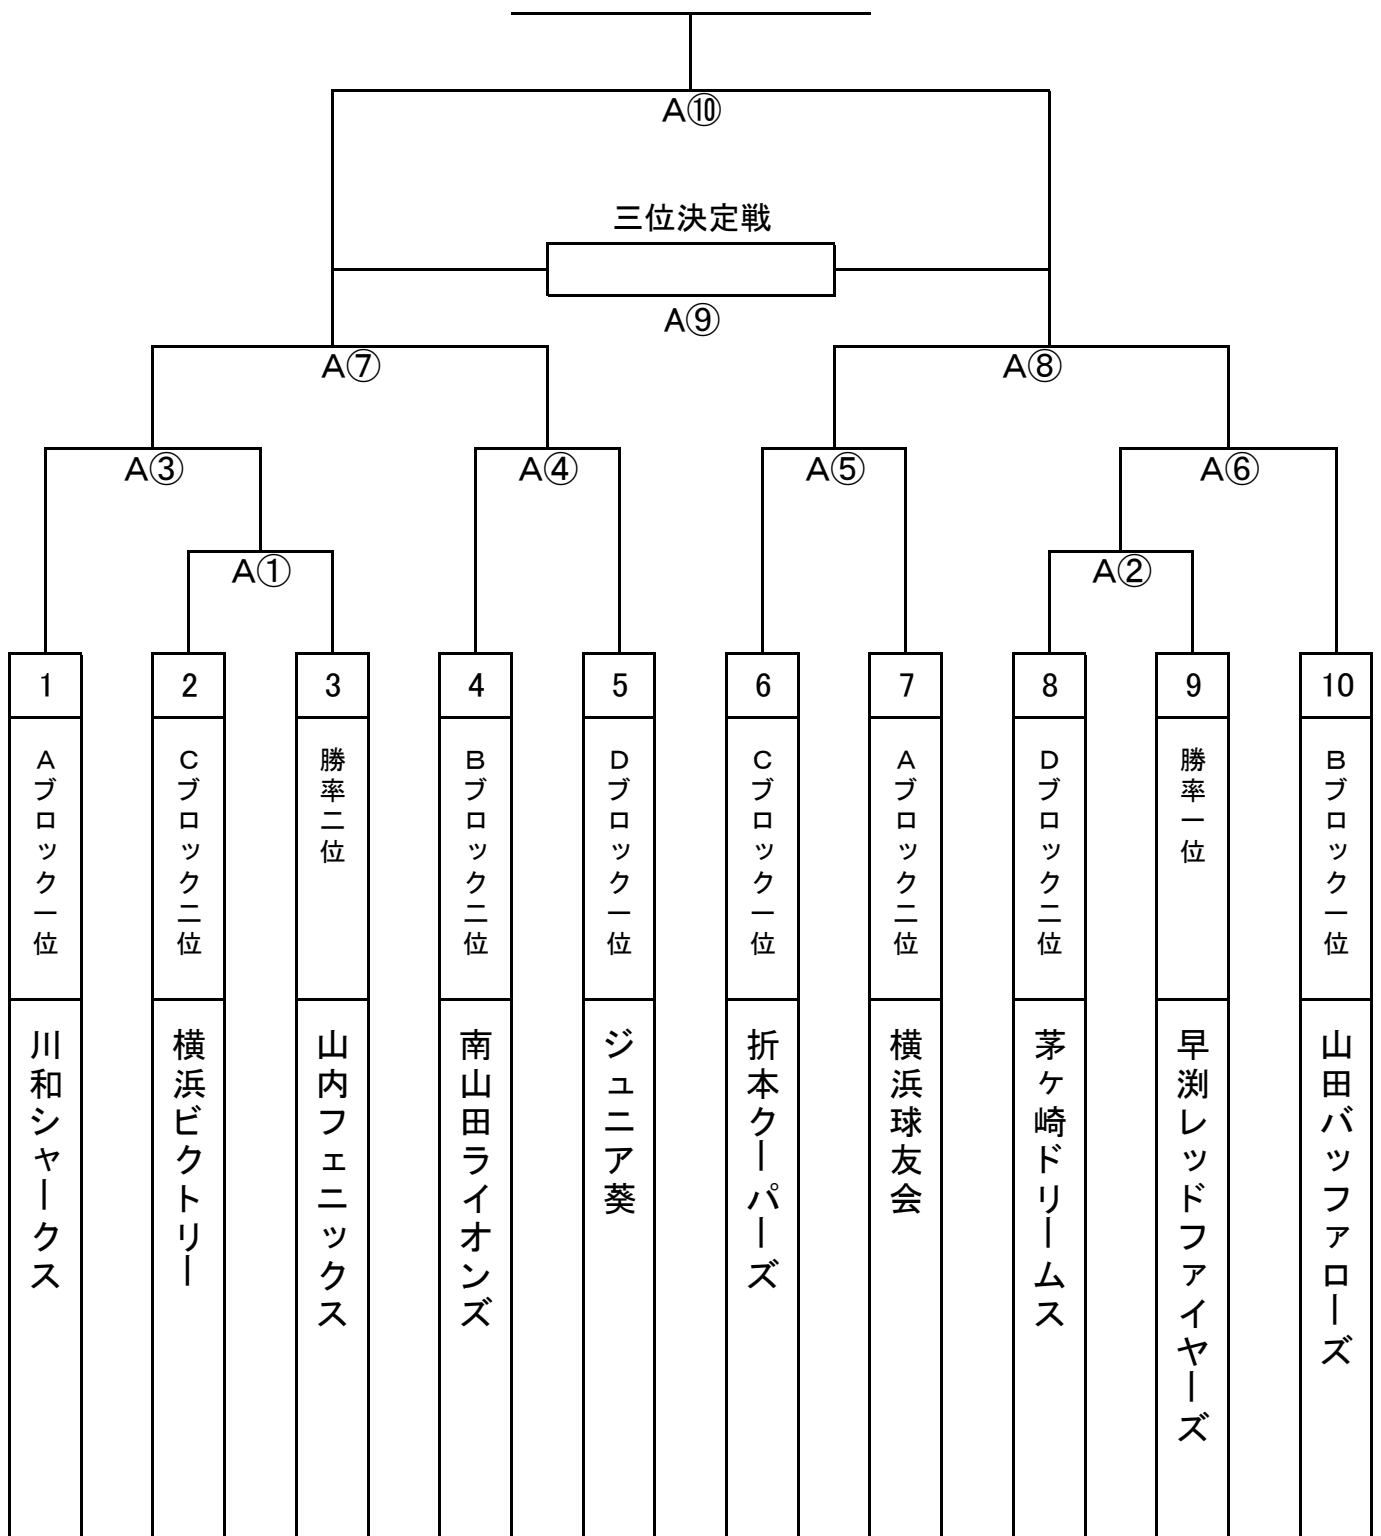 A⑩
三位決定戦
A⑨
A⑦
A⑧
A③
A④
A⑤
A⑥
A①
A②
1
2
3
4
5
6
7
8
9
10
Aブロック一位
Cブロック二位
勝率二位
Bブロック二位
Dブロック一位
Cブロック一位
Aブロック二位
Dブロック二位
勝率一位
Bブロック一位
川和シャークス
横浜ビクトリー
山内フェニックス
南山田ライオンズ
ジュニア葵
折本クーパーズ
横浜球友会
茅ヶ崎ドリームス
早渕レッドファイヤーズ
山田バッファローズ